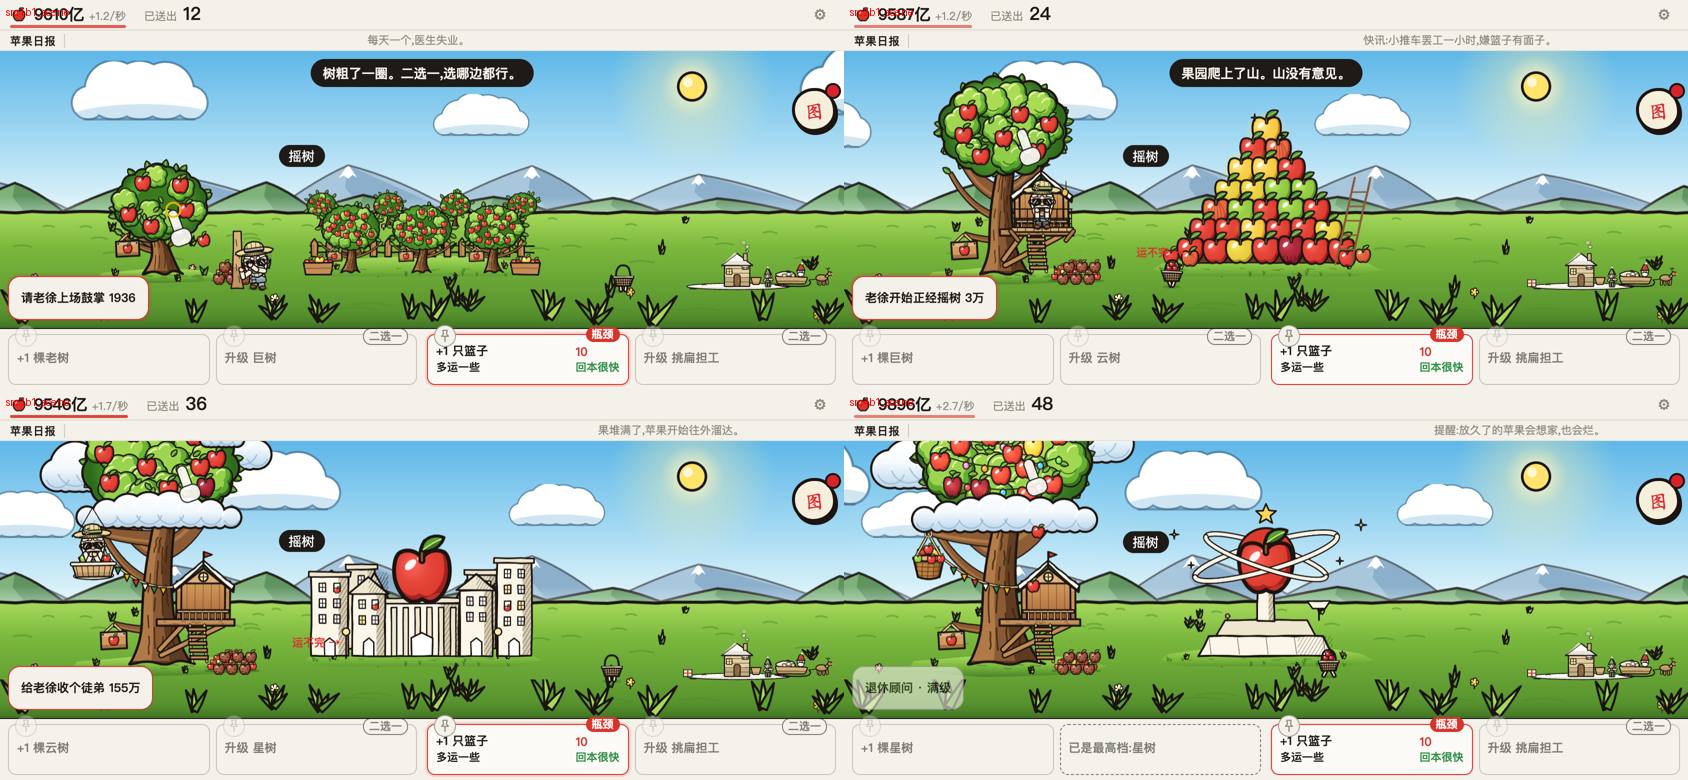 9610亿 +1.2/秒 已送出 12
苹果日报 每天一个,医生失业。
树粗了一圈。二选一,选哪边都行。
图
摇树
请老徐上场鼓掌 1936
+1 棵老树
二选一
升级 巨树
瓶颈
+1 只篮子 10
多运一些 回本很快
二选一
升级 挑扁担工
9587亿 +1.2/秒 已送出 24
苹果日报 快讯:小推车罢工一小时,嫌篮子有面子。
果园爬上了山。山没有意见。
图
摇树
运不完
老徐开始正经摇树 3万
+1 棵巨树
二选一
升级 云树
瓶颈
+1 只篮子 10
多运一些 回本很快
二选一
升级 挑扁担工
9546亿 +1.7/秒 已送出 36
苹果日报 果堆满了,苹果开始往外溜达。
图
摇树
运不完
给老徐收个徒弟 155万
+1 棵云树
二选一
升级 星树
瓶颈
+1 只篮子 10
多运一些 回本很快
二选一
升级 挑扁担工
9896亿 +2.7/秒 已送出 48
苹果日报 提醒:放久了的苹果会想家,也会烂。
图
摇树
退休顾问 · 满级
+1 棵星树
已是最高档:星树
瓶颈
+1 只篮子 10
多运一些 回本很快
二选一
升级 挑扁担工